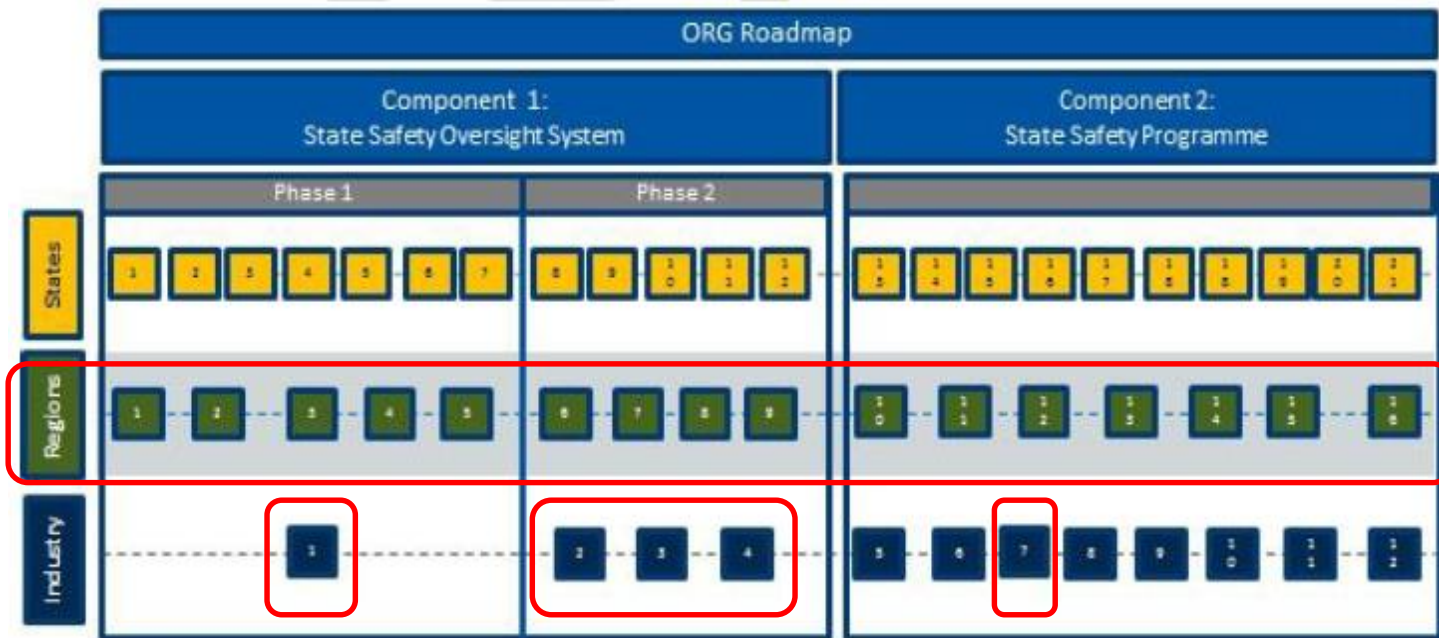 ORG Roadmap
Component 1:
State Safety Oversight System
Component 2:
State Safety Programme
Phase 1
Phase 2
States
1 2 3 4 5 6 7 8 9 10 11 12 13 14 15 16 17 18 18 20 21
Regions
1 2 3 4 5 6 7 8 9 10 11 12 13 14 15 16
Industry
1 2 3 4 5 6 7 8 9 10 11 12